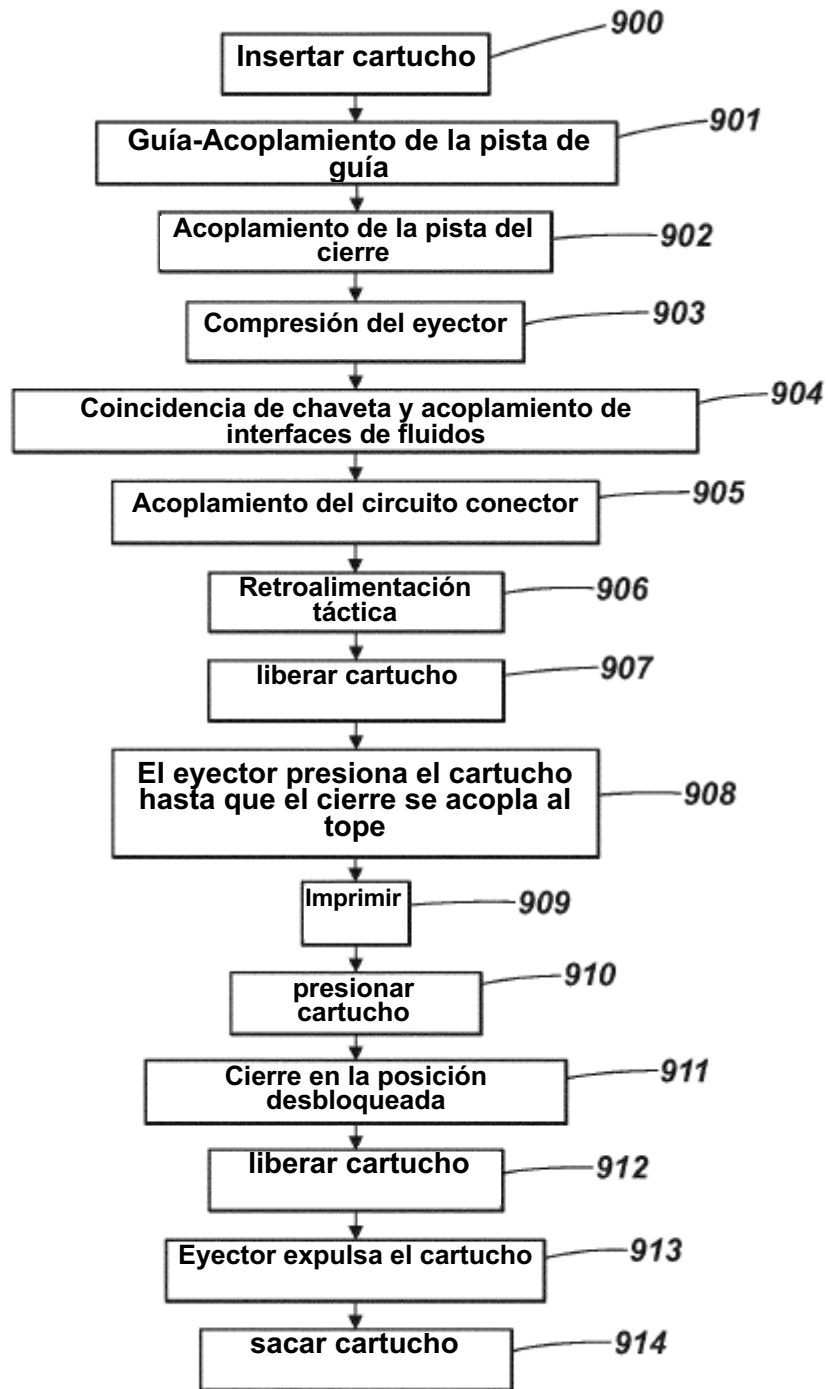 Insertar cartucho
900
Guía-Acoplamiento de la pista de
guía
901
Acoplamiento de la pista del
cierre
902
Compresión del eyector
903
Coincidencia de chaveta y acoplamiento de
interfaces de fluidos
904
Acoplamiento del circuito conector
905
Retroalimentación
táctica
906
liberar cartucho
907
El eyector presiona el cartucho
hasta que el cierre se acopla al
tope
908
Imprimir
909
presionar
cartucho
910
Cierre en la posición
desbloqueada
911
liberar cartucho
912
Eyector expulsa el cartucho
913
sacar cartucho
914